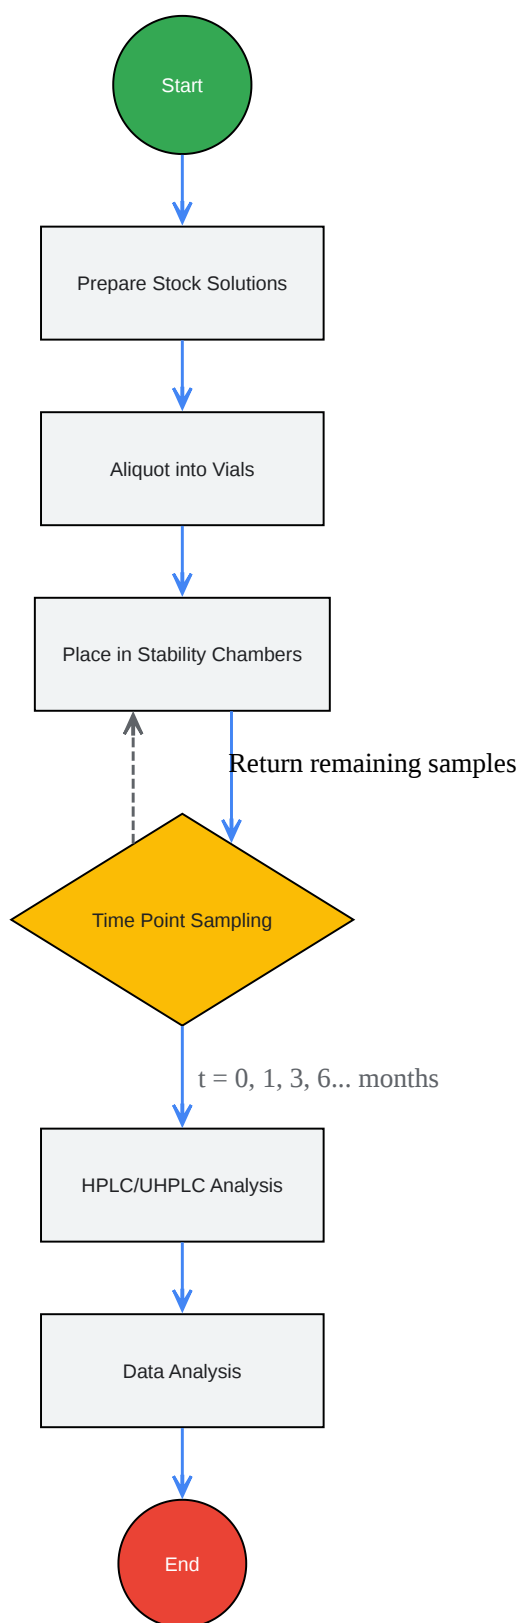 Start
Prepare Stock Solutions
Aliquot into Vials
Place in Stability Chambers
Return remaining samples
Time Point Sampling
t = 0, 1, 3, 6... months
HPLC/UHPLC Analysis
Data Analysis
End